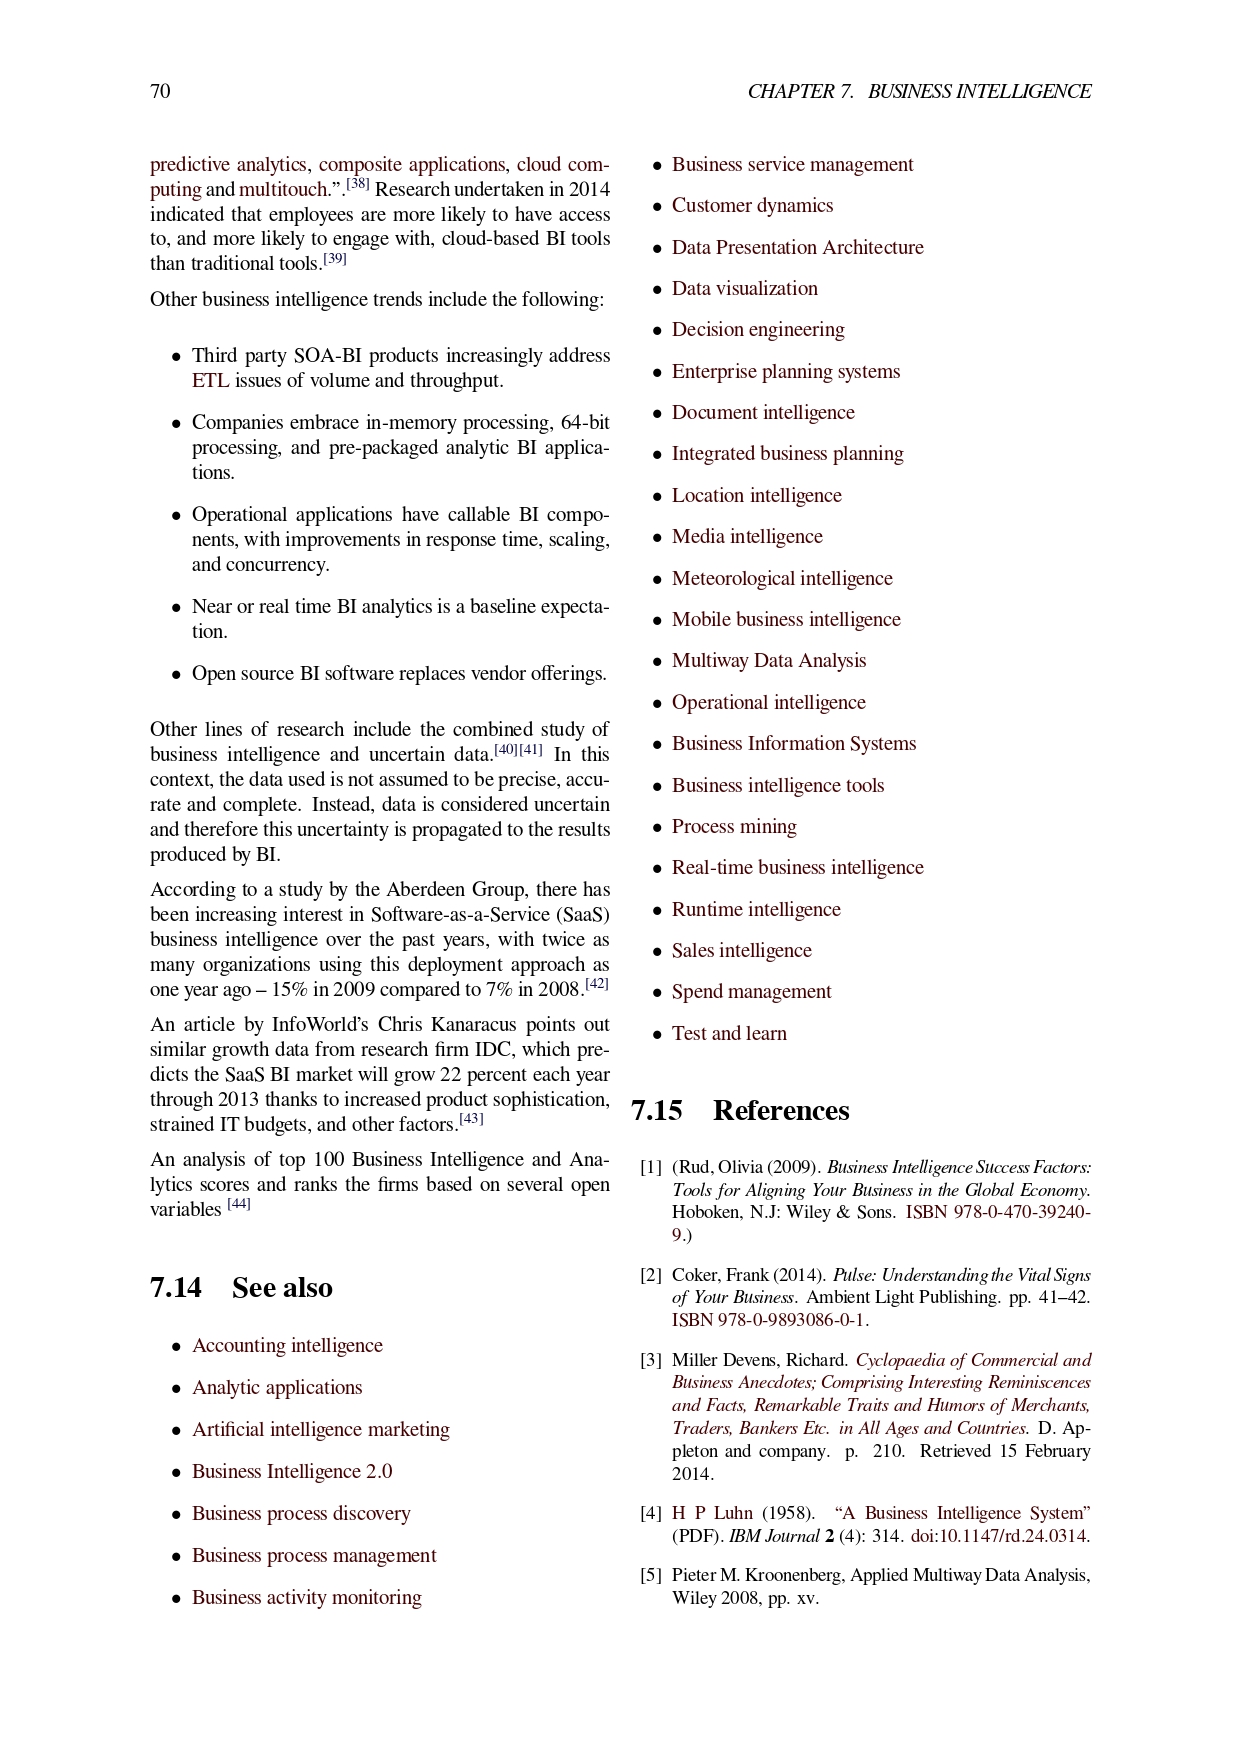 70
CHAPTER 7. BUSINESS INTELLIGENCE
predictive analytics, composite applications, cloud com-
puting and multitouch.”.[38] Research undertaken in 2014
indicated that employees are more likely to have access
to, and more likely to engage with, cloud-based BI tools
than traditional tools.[39]
Other business intelligence trends include the following:
• Third party SOA-BI products increasingly address
ETL issues of volume and throughput.
• Companies embrace in-memory processing, 64-bit
processing, and pre-packaged analytic BI applica-
tions.
• Operational applications have callable BI compo-
nents, with improvements in response time, scaling,
and concurrency.
• Near or real time BI analytics is a baseline expecta-
tion.
• Open source BI software replaces vendor offerings.
Other lines of research include the combined study of
business intelligence and uncertain data.[40][41] In this
context, the data used is not assumed to be precise, accu-
rate and complete. Instead, data is considered uncertain
and therefore this uncertainty is propagated to the results
produced by BI.
According to a study by the Aberdeen Group, there has
been increasing interest in Software-as-a-Service (SaaS)
business intelligence over the past years, with twice as
many organizations using this deployment approach as
one year ago – 15% in 2009 compared to 7% in 2008.[42]
An article by InfoWorld’s Chris Kanaracus points out
similar growth data from research firm IDC, which pre-
dicts the SaaS BI market will grow 22 percent each year
through 2013 thanks to increased product sophistication,
strained IT budgets, and other factors.[43]
An analysis of top 100 Business Intelligence and Ana-
lytics scores and ranks the firms based on several open
variables [44]
7.14 See also
• Accounting intelligence
• Analytic applications
• Artificial intelligence marketing
• Business Intelligence 2.0
• Business process discovery
• Business process management
• Business activity monitoring
• Business service management
• Customer dynamics
• Data Presentation Architecture
• Data visualization
• Decision engineering
• Enterprise planning systems
• Document intelligence
• Integrated business planning
• Location intelligence
• Media intelligence
• Meteorological intelligence
• Mobile business intelligence
• Multiway Data Analysis
• Operational intelligence
• Business Information Systems
• Business intelligence tools
• Process mining
• Real-time business intelligence
• Runtime intelligence
• Sales intelligence
• Spend management
• Test and learn
7.15 References
[1] (Rud, Olivia (2009). Business Intelligence Success Factors:
Tools for Aligning Your Business in the Global Economy.
Hoboken, N.J: Wiley & Sons. ISBN 978-0-470-39240-
9.)
[2] Coker, Frank (2014). Pulse: Understanding the Vital Signs
of Your Business. Ambient Light Publishing. pp. 41–42.
ISBN 978-0-9893086-0-1.
[3] Miller Devens, Richard. Cyclopaedia of Commercial and
Business Anecdotes; Comprising Interesting Reminiscences
and Facts, Remarkable Traits and Humors of Merchants,
Traders, Bankers Etc. in All Ages and Countries. D. Ap-
pleton and company. p. 210. Retrieved 15 February
2014.
[4] H P Luhn (1958). “A Business Intelligence System”
(PDF). IBM Journal 2 (4): 314. doi:10.1147/rd.24.0314.
[5] Pieter M. Kroonenberg, Applied Multiway Data Analysis,
Wiley 2008, pp. xv.